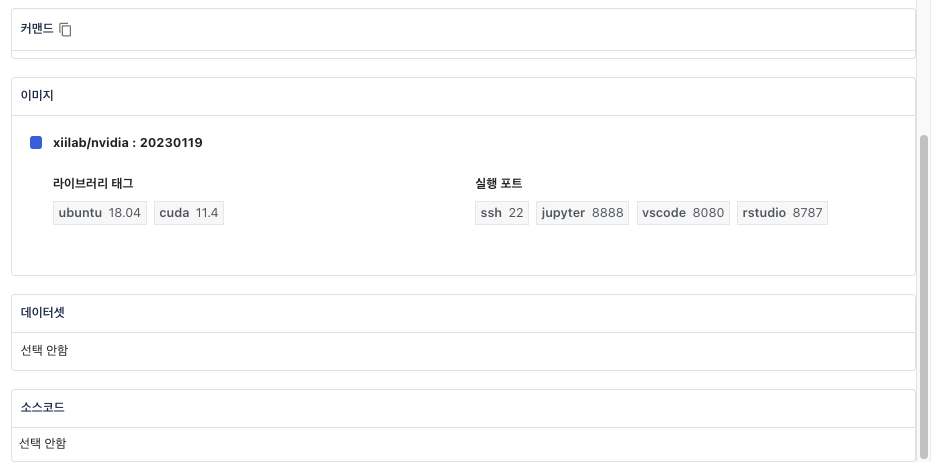 커맨드
이미지
xiilab/nvidia : 20230119
라이브러리 태그
실행 포트
ubuntu 18.04 cuda 11.4
ssh 22 jupyter 8888 vscode 8080 rstudio 8787
데이터셋
선택 안함
소스코드
선택 안함